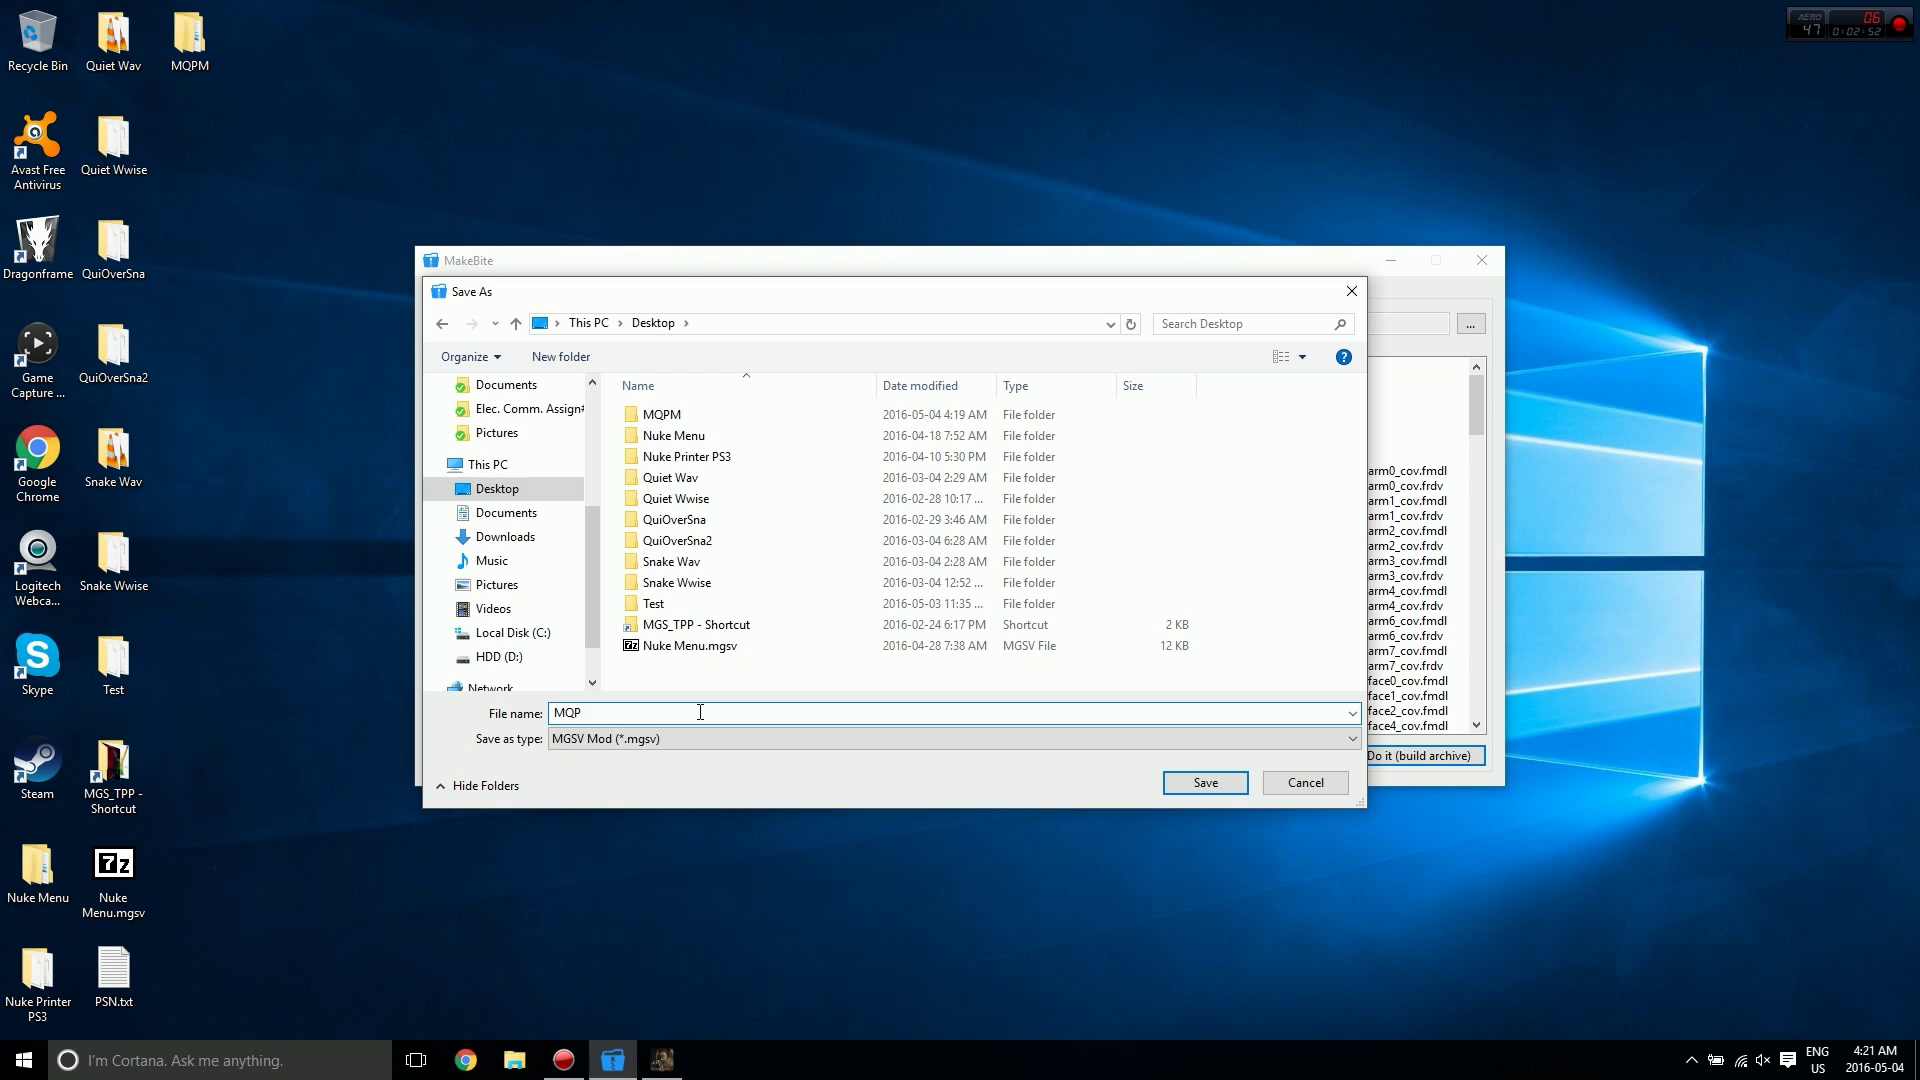 Recycle Bin
Quiet Wav
MQPM
Avast Free
Antivirus
Quiet Wwise
Dragonframe
QuiOverSna
Game
Capture ...
QuiOverSna2
Google
Chrome
Snake Wav
Logitech
Webca...
Snake Wwise
Skype
Test
Steam
MGS_TPP -
Shortcut
Nuke Menu
7z
Nuke
Menu.mgsv
Nuke Printer
PS3
PSN.txt
AERO
47
06
0:02:52
MakeBite
Save As
This PC
Desktop
Search Desktop
...
Organize
New folder
?
Documents
Elec. Comm. Assign
Pictures
This PC
Desktop
Documents
Downloads
Music
Pictures
Videos
Local Disk (C:)
HDD (D:)
Network
Name Date modified Type Size
MQPM 2016-05-04 4:19 AM File folder
Nuke Menu 2016-04-18 7:52 AM File folder
Nuke Printer PS3 2016-04-10 5:30 PM File folder
Quiet Wav 2016-03-04 2:29 AM File folder
Quiet Wwise 2016-02-28 10:17 ... File folder
QuiOverSna 2016-02-29 3:46 AM File folder
QuiOverSna2 2016-03-04 6:28 AM File folder
Snake Wav 2016-03-04 2:28 AM File folder
Snake Wwise 2016-03-04 12:52 ... File folder
Test 2016-05-03 11:35 ... File folder
MGS_TPP - Shortcut 2016-02-24 6:17 PM Shortcut 2 KB
Nuke Menu.mgsv 2016-04-28 7:38 AM MGSV File 12 KB
arm0_cov.fmdl
arm0_cov.frdv
arm1_cov.fmdl
arm1_cov.frdv
arm2_cov.fmdl
arm2_cov.frdv
arm3_cov.fmdl
arm3_cov.frdv
arm4_cov.fmdl
arm4_cov.frdv
arm6_cov.fmdl
arm6_cov.frdv
arm7_cov.fmdl
arm7_cov.frdv
face0_cov.fmdl
face1_cov.fmdl
face2_cov.fmdl
face4_cov.fmdl
File name: MQP
Save as type: MGSV Mod (*.mgsv)
Hide Folders
Save
Cancel
Do it (build archive)
I'm Cortana. Ask me anything.
ENG
US
4:21 AM
2016-05-04